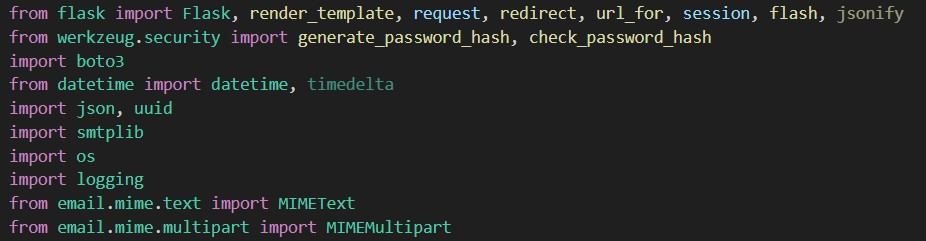 from flask import Flask, render_template, request, redirect, url_for, session, flash, jsonify
from werkzeug.security import generate_password_hash, check_password_hash
import boto3
from datetime import datetime, timedelta
import json, uuid
import smtplib
import os
import logging
from email.mime.text import MIMEText
from email.mime.multipart import MIMEMultipart